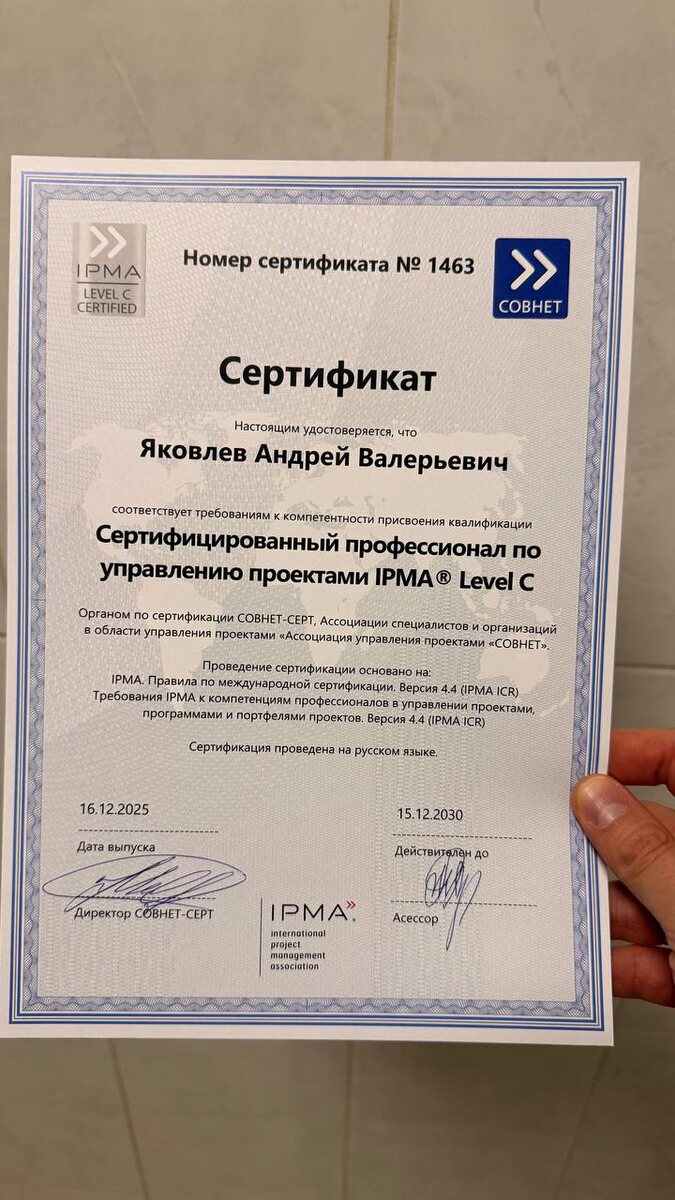 IPMA
LEVEL C
CERTIFIED
Номер сертификата № 1463
СОВНЕТ
Сертификат
Настоящим удостоверяется, что
Яковлев Андрей Валерьевич
соответствует требованиям к компетентности присвоения квалификации
Сертифицированный профессионал по
управлению проектами IPMA® Level C
Органом по сертификации СОВНЕТ-СЕРТ, Ассоциации специалистов и организаций
в области управления проектами «Ассоциация управления проектами «СОВНЕТ».
Проведение сертификации основано на:
IPMA. Правила по международной сертификации. Версия 4.4 (IPMA ICR)
Требования IPMA к компетенциям профессионалов в управлении проектами,
программами и портфелями проектов. Версия 4.4 (IPMA ICR)
Сертификация проведена на русском языке.
16.12.2025
Дата выпуска
Директор СОВНЕТ-СЕРТ
IPMA®
international
project
management
association
15.12.2030
Действителен до
Асессор